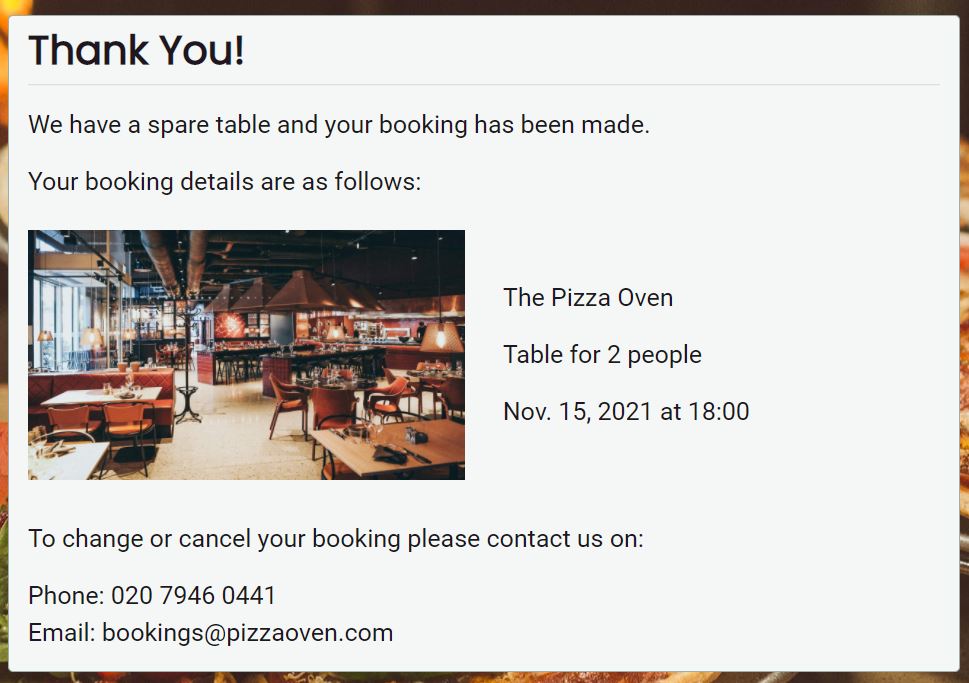 Thank You!
We have a spare table and your booking has been made.
Your booking details are as follows:
The Pizza Oven
Table for 2 people
Nov. 15, 2021 at 18:00
To change or cancel your booking please contact us on:
Phone: 020 7946 0441
Email: bookings@pizzaoven.com